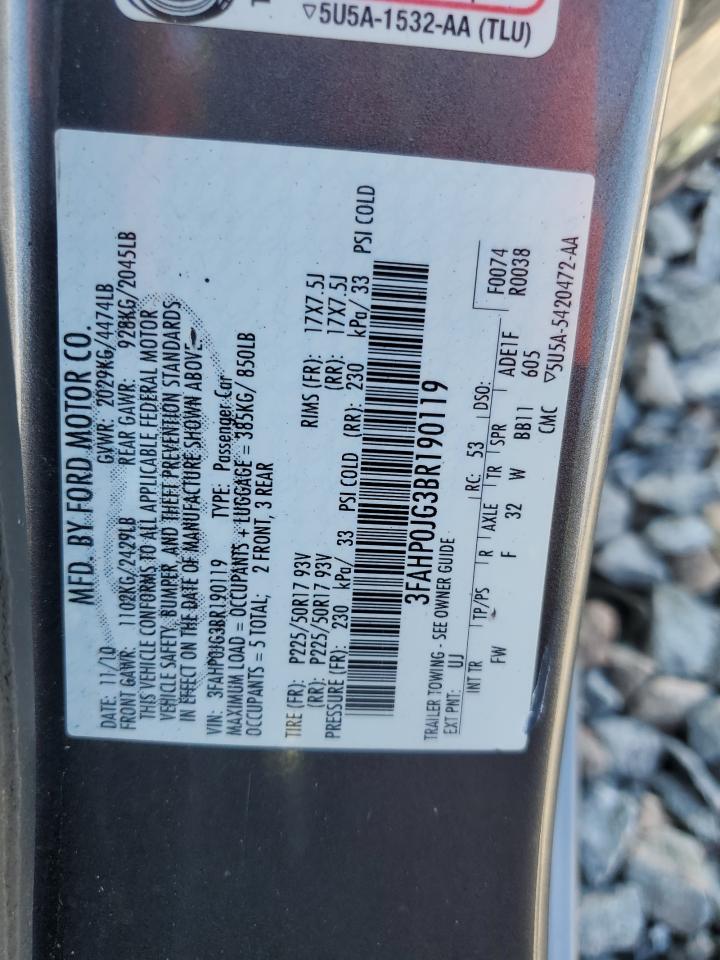 ▽5U5A-1532-AA (TLU)
MFD. BY FORD MOTOR CO.
DATE: 11/10 GVWR: 2029KG/4474LB
FRONT GAWR: 1102KG/2429LB REAR GAWR: 928KG/2045LB
THIS VEHICLE CONFORMS TO ALL APPLICABLE FEDERAL MOTOR
VEHICLE SAFETY, BUMPER, AND THEFT PREVENTION STANDARDS
IN EFFECT ON THE DATE OF MANUFACTURE SHOWN ABOVE.
VIN: 3FAHP0JG3BR190119 TYPE: Passenger Car
MAXIMUM LOAD = OCCUPANTS + LUGGAGE = 385KG/ 850LB
OCCUPANTS = 5 TOTAL; 2 FRONT, 3 REAR
TIRE (FR): P225/50R17 93V RIMS (FR): 17X7.5J
(RR): P225/50R17 93V (RR): 17X7.5J
PRESSURE (FR): 230 kPa/ 33 PSI COLD (RR): 230 kPa/ 33 PSI COLD
3FAHP0JG3BR190119
TRAILER TOWING - SEE OWNER GUIDE
EXT PNT: UJ RC: 53 DSO: F0074
R0038
INT TR TP/PS R AXLE TR SPR ADE1F
FW F 32 W BB11 605
CMC ▽5U5A-5420472-AA